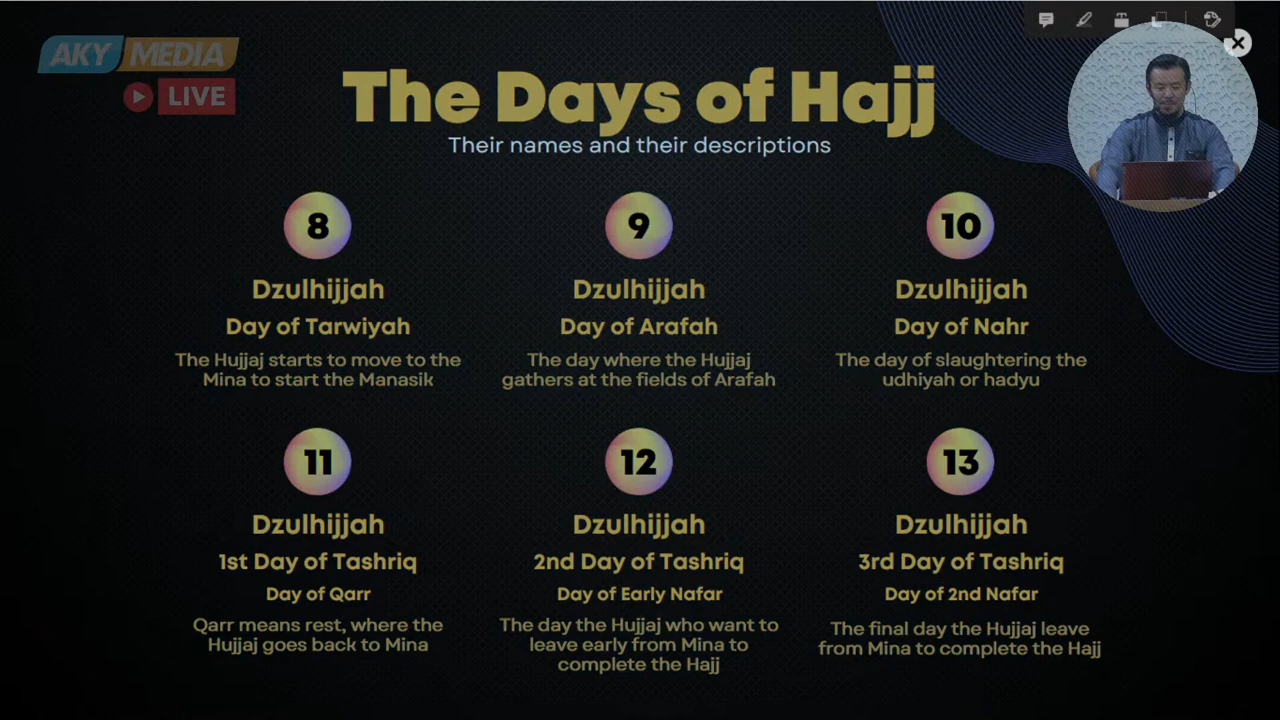 AKY MEDIA
LIVE
The Days of Hajj
Their names and their descriptions
8
Dzulhijjah
Day of Tarwiyah
The Hujjaj starts to move to the
Mina to start the Manasik
9
Dzulhijjah
Day of Arafah
The day where the Hujjaj
gathers at the fields of Arafah
10
Dzulhijjah
Day of Nahr
The day of slaughtering the
udhiyah or hadyu
11
Dzulhijjah
1st Day of Tashriq
Day of Qarr
Qarr means rest, where the
Hujjaj goes back to Mina
12
Dzulhijjah
2nd Day of Tashriq
Day of Early Nafar
The day the Hujjaj who want to
leave early from Mina to
complete the Hajj
13
Dzulhijjah
3rd Day of Tashriq
Day of 2nd Nafar
The final day the Hujjaj leave
from Mina to complete the Hajj